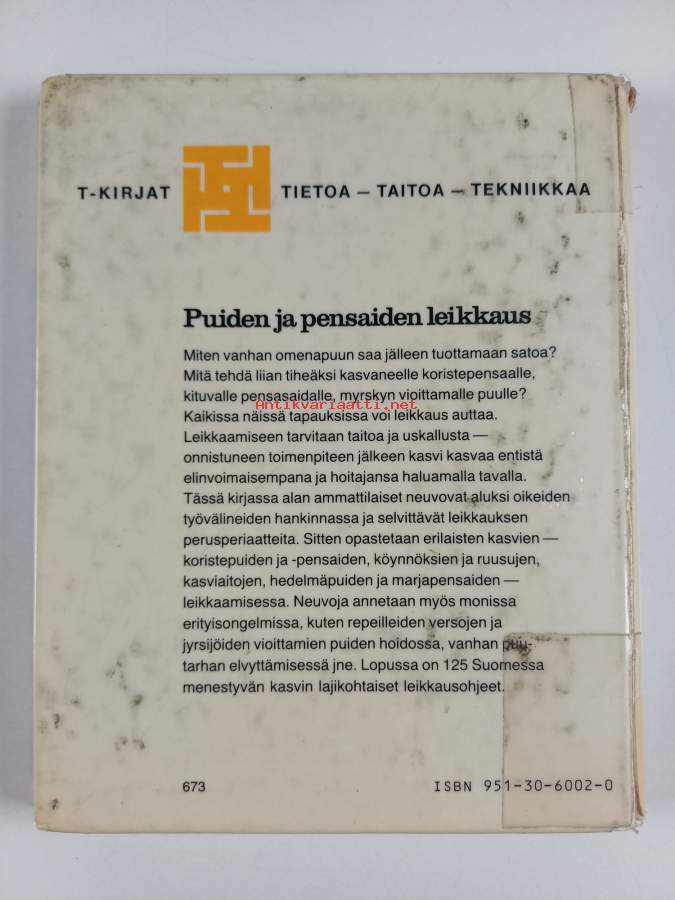 T-KIRJAT TIETOA — TAITOA — TEKNIIKKAA
Puiden ja pensaiden leikkaus
Miten vanhan omenapuun saa jälleen tuottamaan satoa?
Mitä tehdä liian tiheäksi kasvaneelle koristepensaalle,
kituvalle pensasaidalle, myrskyn vioittamalle puulle?
Antikvariaatti.net
Kaikissa näissä tapauksissa voi leikkaus auttaa.
Leikkaamiseen tarvitaan taitoa ja uskallusta —
onnistuneen toimenpiteen jälkeen kasvi kasvaa entistä
elinvoimaisempana ja hoitajansa haluamalla tavalla.
Tässä kirjassa alan ammattilaiset neuvovat aluksi oikeiden
työvälineiden hankinnassa ja selvittävät leikkauksen
perusperiaatteita. Sitten opastetaan erilaisten kasvien —
koristepuiden ja -pensaiden, köynnöksien ja ruusujen,
kasviaitojen, hedelmäpuiden ja marjapensaiden —
leikkaamisessa. Neuvoja annetaan myös monissa
erityisongelmissa, kuten repeilleiden versojen ja
jyrsijöiden vioittamien puiden hoidossa, vanhan puu-
tarhan elvyttämisessä jne. Lopussa on 125 Suomessa
menestyvän kasvin lajikohtaiset leikkausohjeet.
673 ISBN 951-30-6002-0